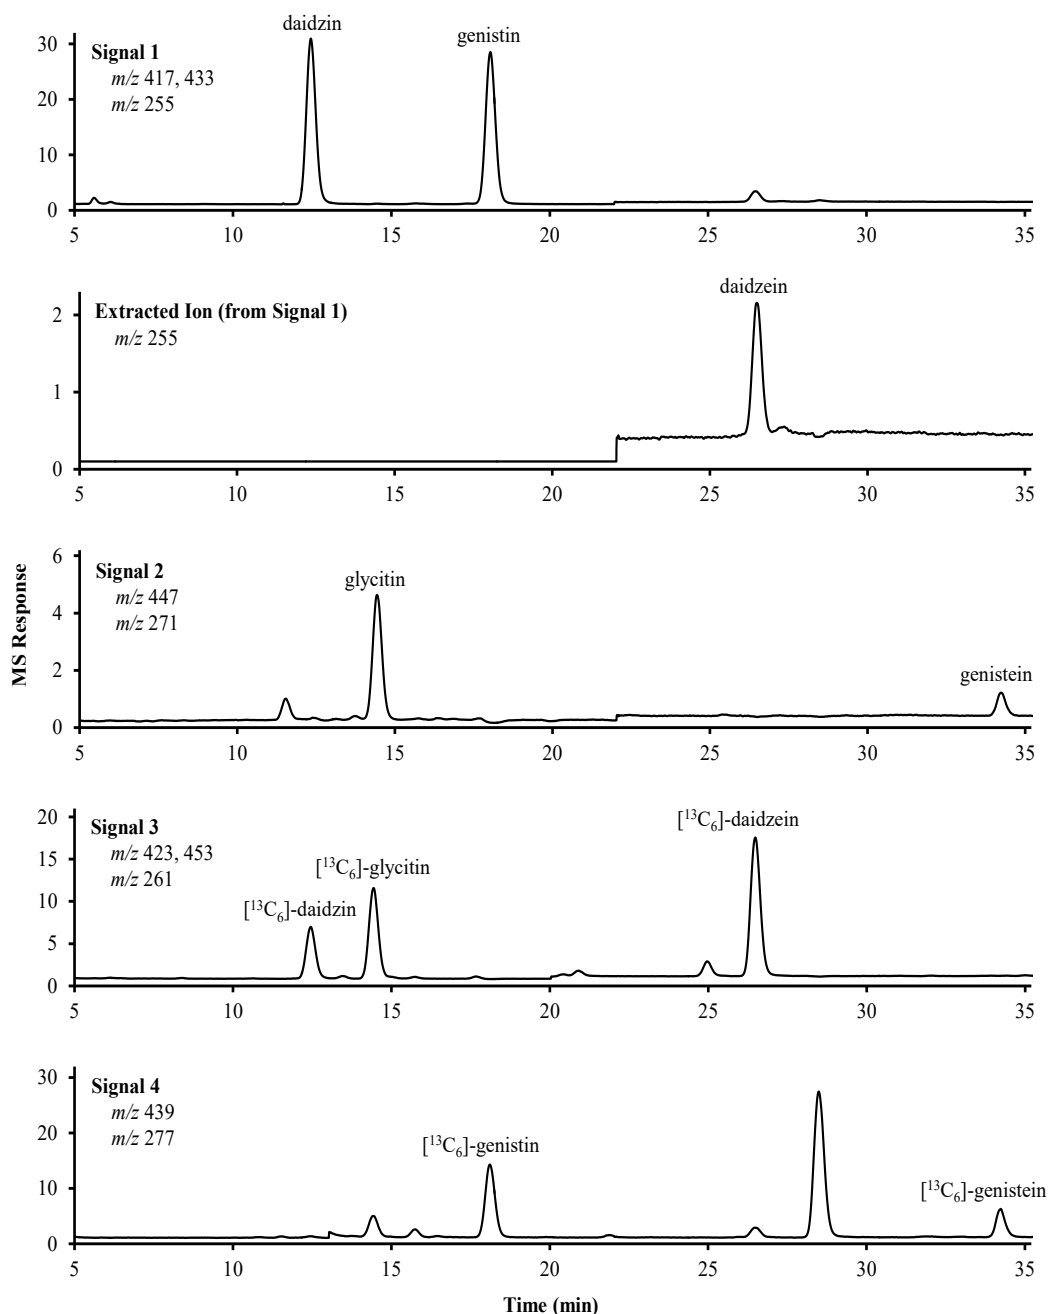 daidzin
genistin
Signal 1
m/z 417, 433
m/z 255
30
20
10
0
5 10 15 20 25 30 35
daidzein
Extracted Ion (from Signal 1)
m/z 255
2
1
0
5 10 15 20 25 30 35
Signal 2
m/z 447
m/z 271
glycitin
genistein
6
4
2
0
5 10 15 20 25 30 35
MS Response
Signal 3
m/z 423, 453
m/z 261
[¹³C₆]-daidzein
[¹³C₆]-glycitin
[¹³C₆]-daidzin
20
15
10
5
0
5 10 15 20 25 30 35
Signal 4
m/z 439
m/z 277
[¹³C₆]-genistin
[¹³C₆]-genistein
30
20
10
0
5 10 15 20 25 30 35
Time (min)